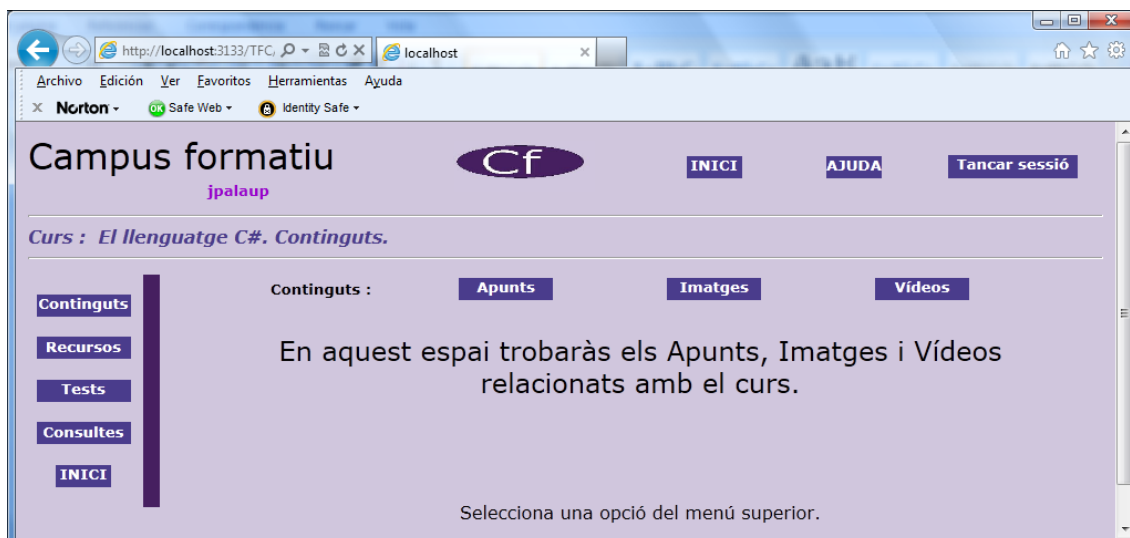 http://localhost:3133/TFC,
localhost
Archivo Edición Ver Favoritos Herramientas Ayuda
x Norton OK Safe Web Identity Safe
Campus formatiu
Cf
INICI
AJUDA
Tancar sessió
jpalaup
Curs : El llenguatge C#. Continguts.
Continguts
Recursos
Tests
Consultes
INICI
Continguts :
Apunts
Imatges
Vídeos
En aquest espai trobaràs els Apunts, Imatges i Vídeos
relacionats amb el curs.
Selecciona una opció del menú superior.